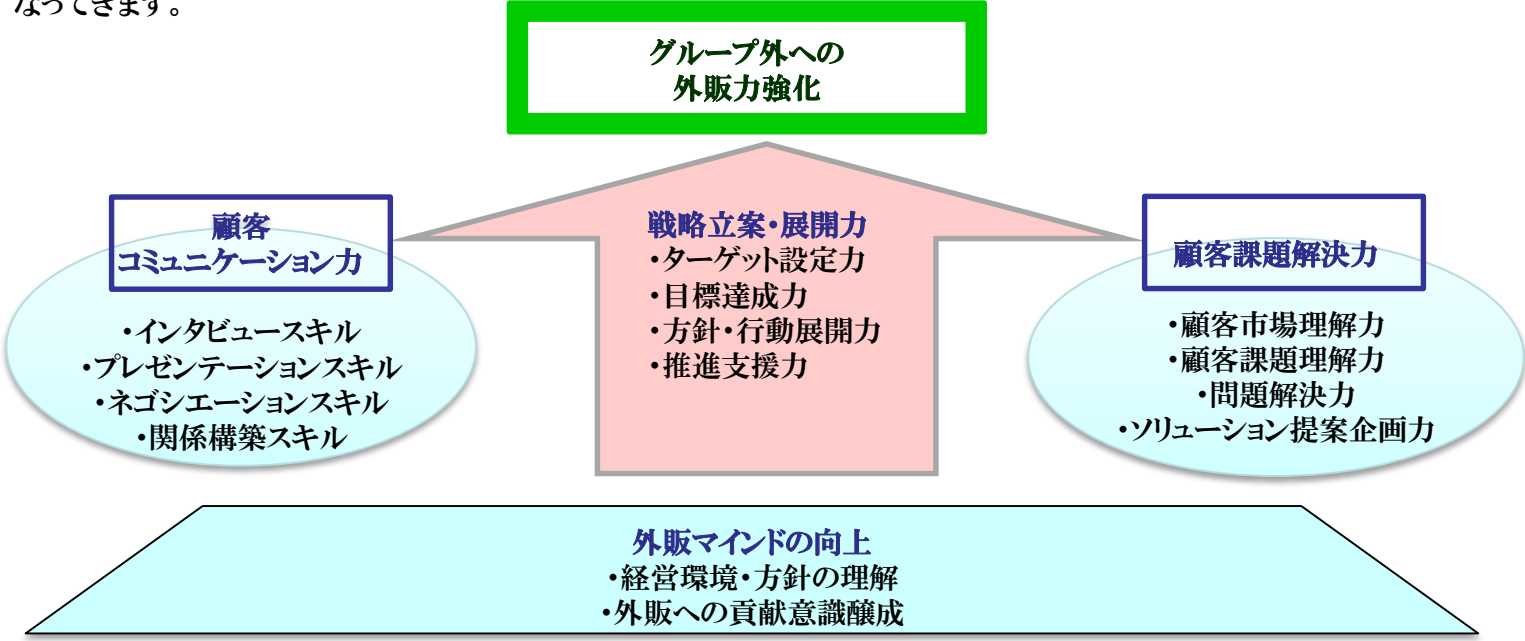 なってきます。
グループ外への
外販力強化
顧客
コミュニケーション力
・インタビュースキル
・プレゼンテーションスキル
・ネゴシエーションスキル
・関係構築スキル
戦略立案・展開力
・ターゲット設定力
・目標達成力
・方針・行動展開力
・推進支援力
顧客課題解決力
・顧客市場理解力
・顧客課題理解力
・問題解決力
・ソリューション提案企画力
外販マインドの向上
・経営環境・方針の理解
・外販への貢献意識醸成